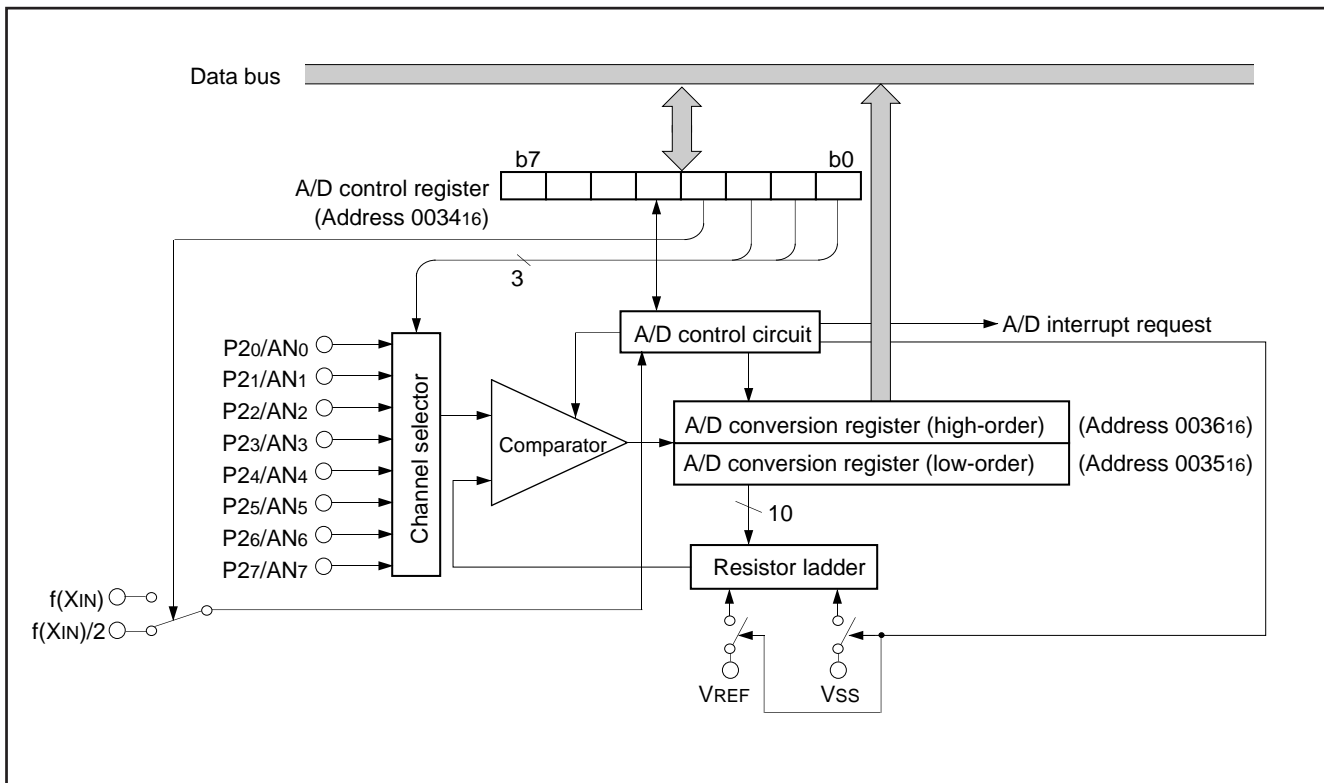 Data bus
b7 b0
A/D control register
(Address 003416)
3
A/D control circuit
A/D interrupt request
P20/AN0
P21/AN1
P22/AN2
P23/AN3
P24/AN4
P25/AN5
P26/AN6
P27/AN7
Channel selector
Comparator
A/D conversion register (high-order) (Address 003616)
A/D conversion register (low-order) (Address 003516)
10
Resistor ladder
f(XIN)
f(XIN)/2
VREF VSS